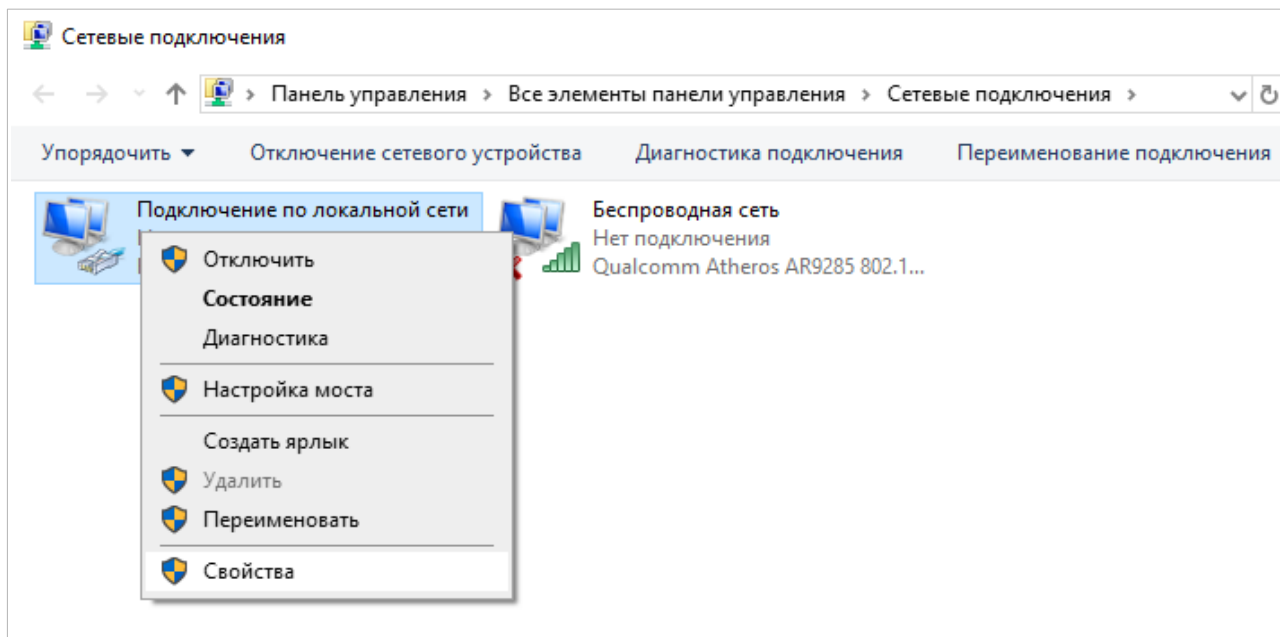 Сетевые подключения
Панель управления > Все элементы панели управления > Сетевые подключения >
Упорядочить Отключение сетевого устройства Диагностика подключения Переименование подключения
Подключение по локальной сети
Беспроводная сеть
Нет подключения
Qualcomm Atheros AR9285 802.1...
Отключить
Состояние
Диагностика
Настройка моста
Создать ярлык
Удалить
Переименовать
Свойства